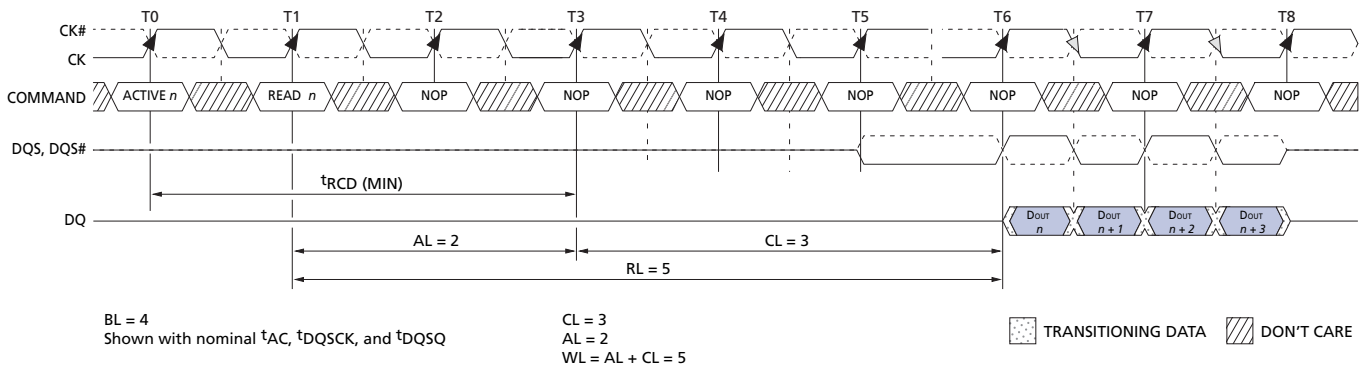 T0 T1 T2 T3 T4 T5 T6 T7 T8
CK#
CK
COMMAND ACTIVE n READ n NOP NOP NOP NOP NOP NOP NOP
DQS, DQS#
tRCD (MIN)
DQ DOUT n DOUT n + 1 DOUT n + 2 DOUT n + 3
AL = 2 CL = 3
RL = 5
BL = 4
Shown with nominal tAC, tDQSCK, and tDQSQ
CL = 3
AL = 2
WL = AL + CL = 5
TRANSITIONING DATA DON'T CARE